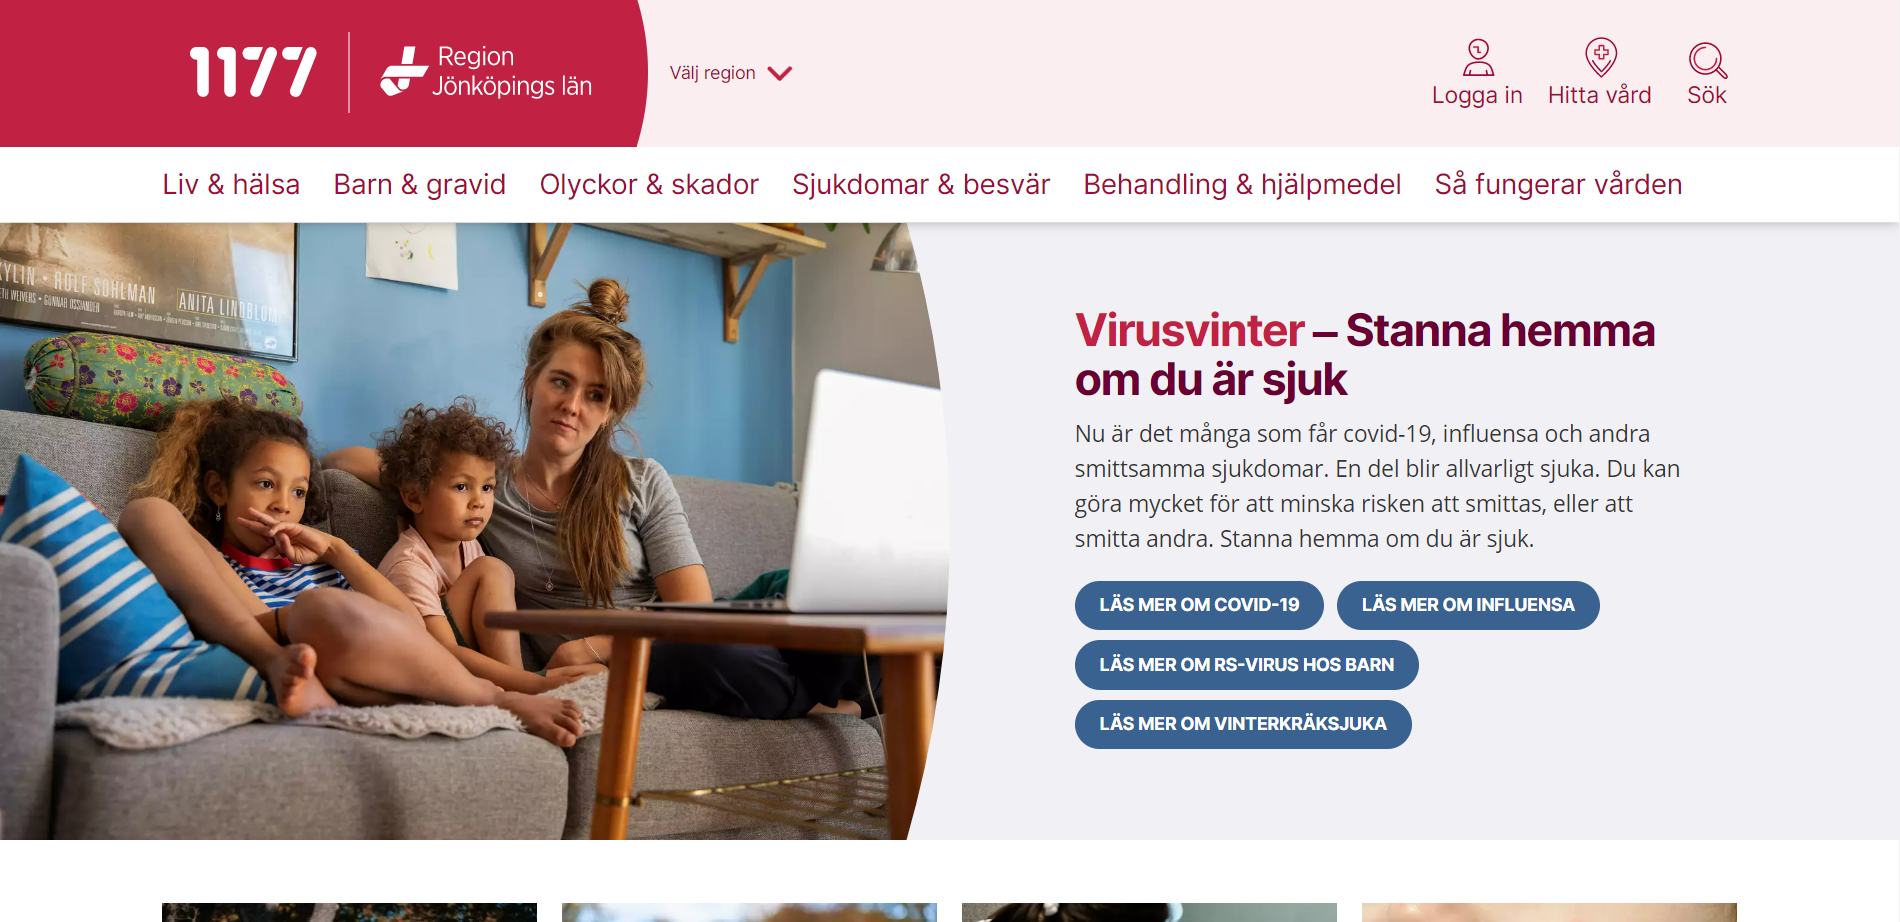 1177
Region
Jönköpings län
Välj region
Logga in
Hitta vård
Sök
Liv & hälsa
Barn & gravid
Olyckor & skador
Sjukdomar & besvär
Behandling & hjälpmedel
Så fungerar vården
KYLIN • ROLF SOHLMAN
ANITA LINDBLOM
GUNNAR OSSIANDER
Virusvinter – Stanna hemma
om du är sjuk
Nu är det många som får covid-19, influensa och andra
smittsamma sjukdomar. En del blir allvarligt sjuka. Du kan
göra mycket för att minska risken att smittas, eller att
smitta andra. Stanna hemma om du är sjuk.
LÄS MER OM COVID-19
LÄS MER OM INFLUENSA
LÄS MER OM RS-VIRUS HOS BARN
LÄS MER OM VINTERKRÄKSJUKA